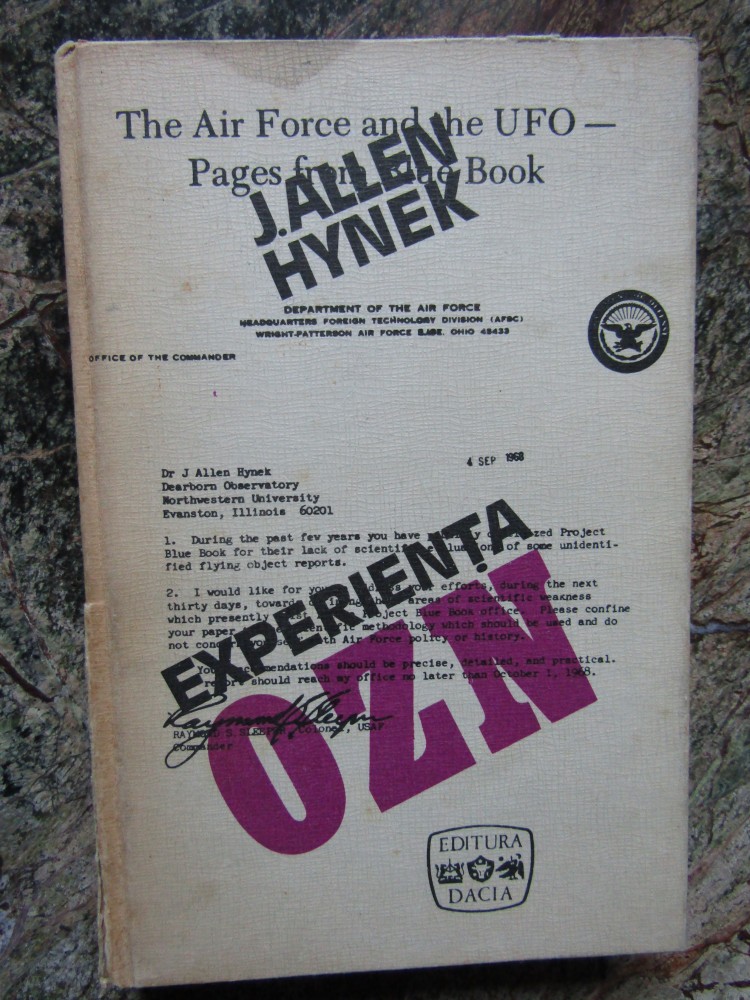 The Air Force and the UFO —
Pages from Blue Book
J. ALLEN
HYNEK
DEPARTMENT OF THE AIR FORCE
HEADQUARTERS FOREIGN TECHNOLOGY DIVISION (AFSC)
WRIGHT-PATTERSON AIR FORCE BASE, OHIO 45433
OFFICE OF THE COMMANDER
4 SEP 1968
Dr J Allen Hynek
Dearborn Observatory
Northwestern University
Evanston, Illinois 60201
1. During the past few years you have Project
Blue Book for their lack of scientific of some unidenti-
fied flying object reports.
2. I would like for you your efforts, during the next
thirty days, toward areas of scientific weakness
which presently Project Blue Book office. Please confine
your paper methodology which should be used and do
not Air Force policy or history.
should be precise, detailed, and practical.
should reach my office no later than October 1, 1968.
RAYMOND S. SLEEPER, Colonel, USAF
Commander
EXPERIENȚA
OZN
EDITURA
DACIA